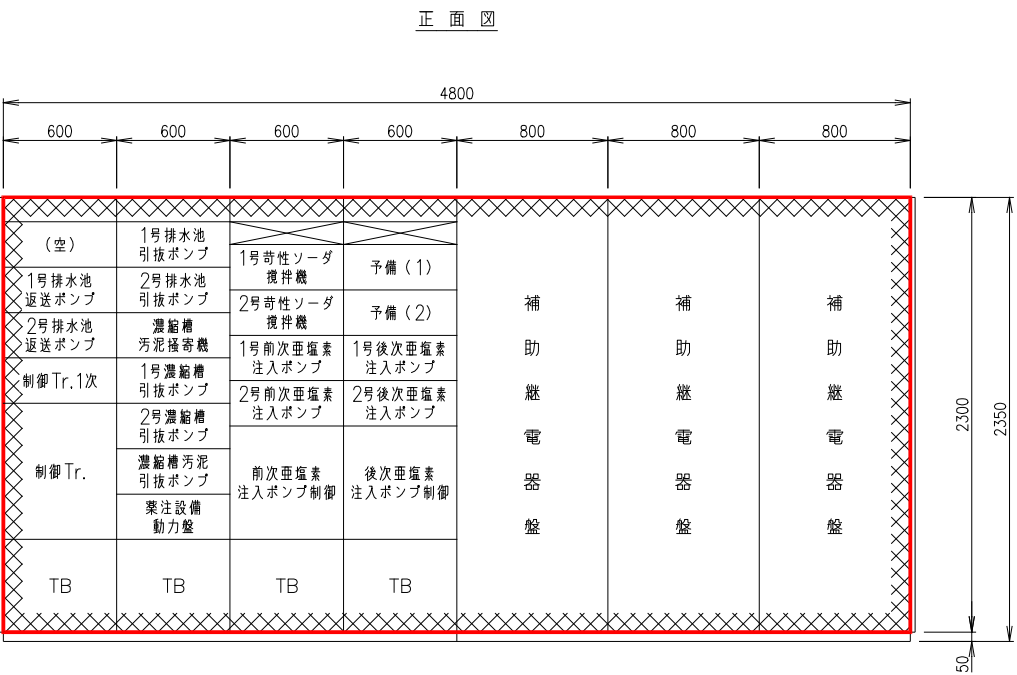 正面図
4800
600
600
600
600
800
800
800
(空)
1号排水池
返送ポンプ
2号排水池
返送ポンプ
制御Tr.1次
制御Tr.
TB
1号排水池
引抜ポンプ
2号排水池
引抜ポンプ
濃縮槽
汚泥掻寄機
1号濃縮槽
引抜ポンプ
2号濃縮槽
引抜ポンプ
濃縮槽汚泥
引抜ポンプ
薬注設備
動力盤
TB
1号苛性ソーダ
撹拌機
2号苛性ソーダ
撹拌機
1号前次亜塩素
注入ポンプ
2号前次亜塩素
注入ポンプ
前次亜塩素
注入ポンプ制御
TB
予備(1)
予備(2)
1号後次亜塩素
注入ポンプ
2号後次亜塩素
注入ポンプ
後次亜塩素
注入ポンプ制御
TB
補助継電器盤
補助継電器盤
補助継電器盤
2300
2350
50